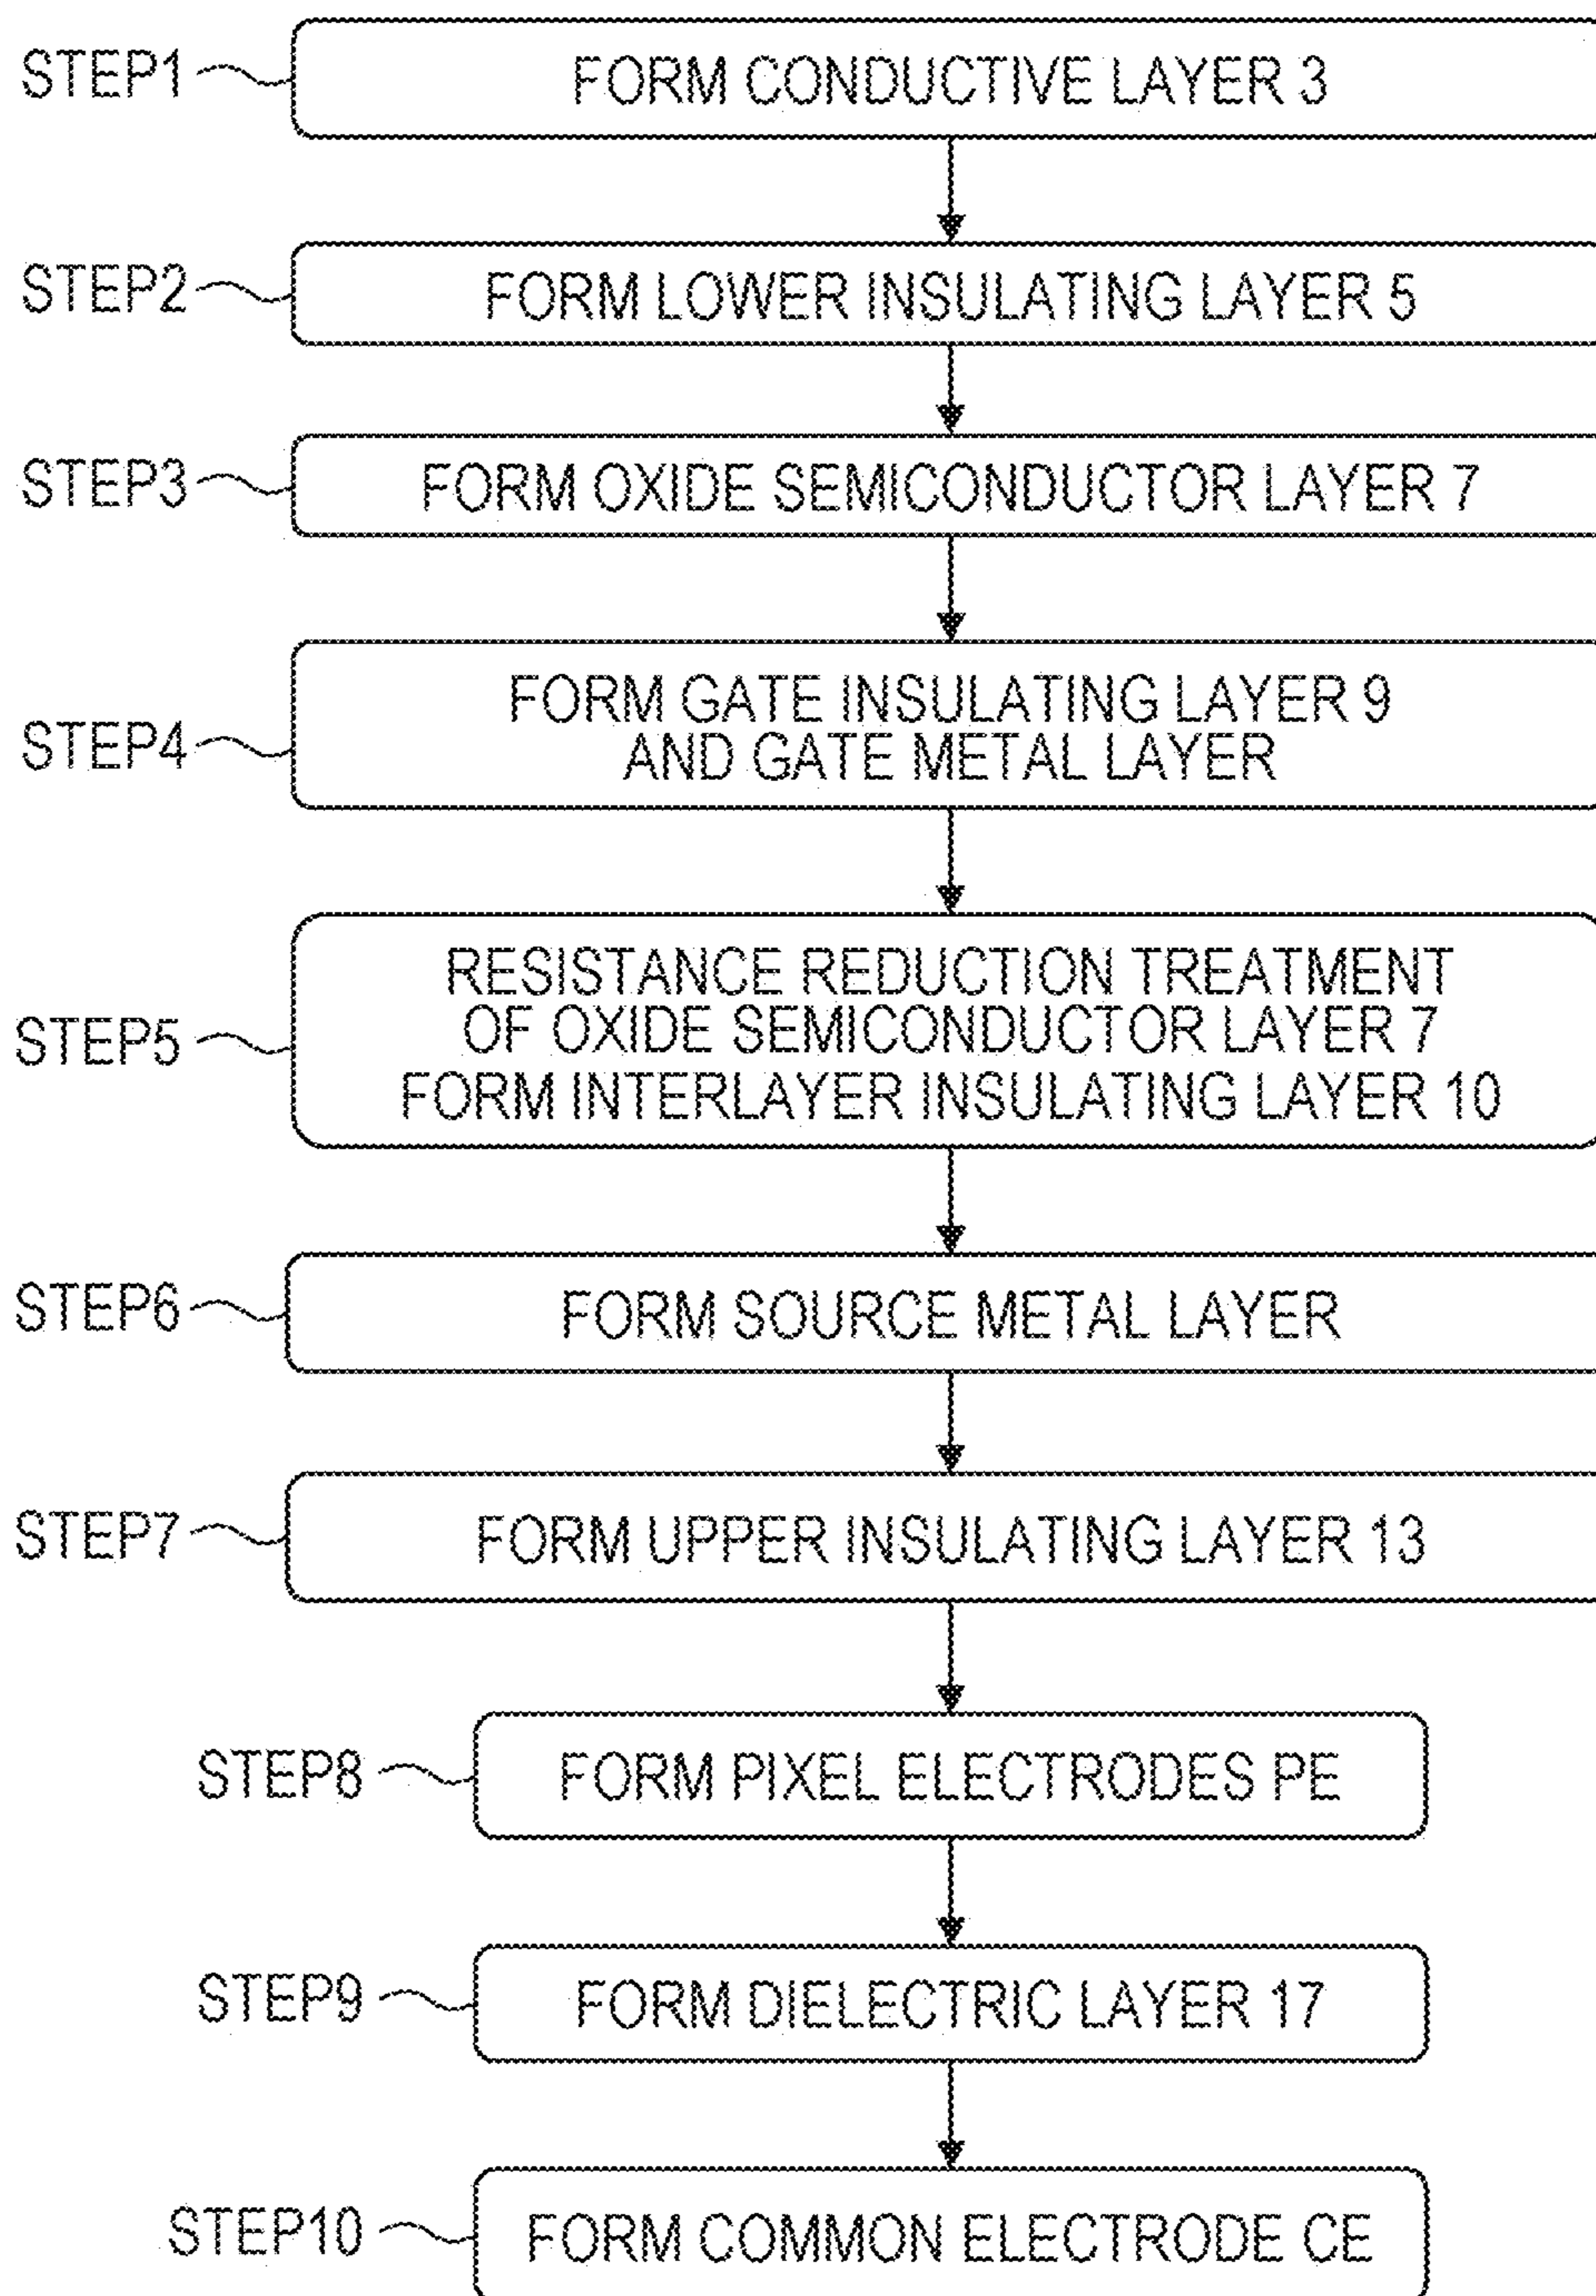 STEP1
FORM CONDUCTIVE LAYER 3
STEP2
FORM LOWER INSULATING LAYER 5
STEP3
FORM OXIDE SEMICONDUCTOR LAYER 7
STEP4
FORM GATE INSULATING LAYER 9
AND GATE METAL LAYER
STEP5
RESISTANCE REDUCTION TREATMENT
OF OXIDE SEMICONDUCTOR LAYER 7
FORM INTERLAYER INSULATING LAYER 10
STEP6
FORM SOURCE METAL LAYER
STEP7
FORM UPPER INSULATING LAYER 13
STEP8
FORM PIXEL ELECTRODES PE
STEP9
FORM DIELECTRIC LAYER 17
STEP10
FORM COMMON ELECTRODE CE